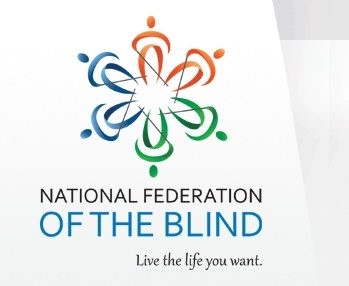 NATIONAL FEDERATION
OF THE BLIND
Live the life you want.